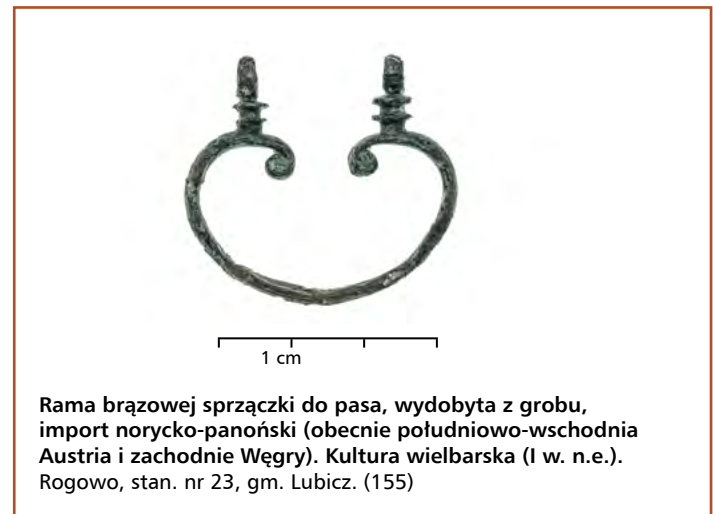 1 cm
Rama brązowej sprzączki do pasa, wydobyta z grobu,
import norycko-panoński (obecnie południowo-wschodnia
Austria i zachodnie Węgry). Kultura wielbarska (I w. n.e.).
Rogowo, stan. nr 23, gm. Lubicz. (155)